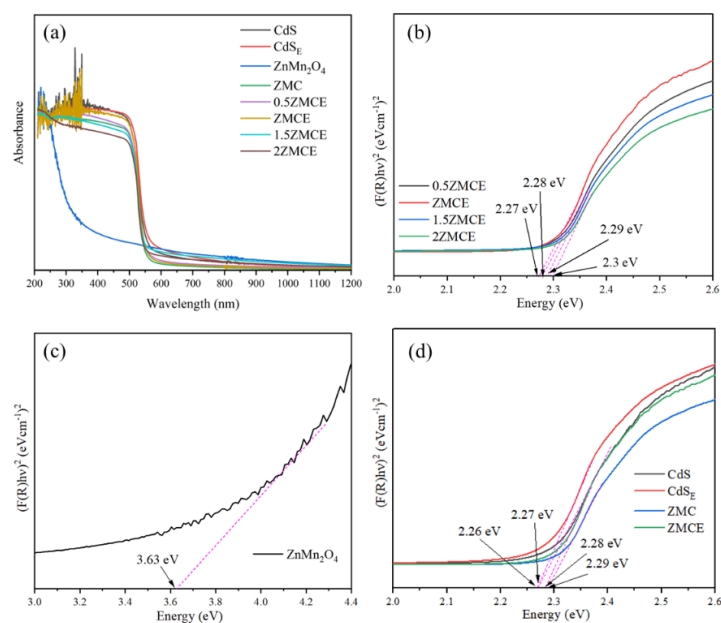 (a)
CdS
CdS_E
ZnMn₂O₄
ZMC
0.5ZMCE
ZMCE
1.5ZMCE
2ZMCE
Absorbance
200 300 400 500 600 700 800 900 1000 1100 1200
Wavelength (nm)
(b)
(F(R)hν)² (eVcm⁻¹)²
0.5ZMCE
ZMCE
1.5ZMCE
2ZMCE
2.28 eV
2.27 eV
2.29 eV
2.3 eV
2.0 2.1 2.2 2.3 2.4 2.5 2.6
Energy (eV)
(c)
(F(R)hν)² (eVcm⁻¹)²
3.63 eV
ZnMn₂O₄
3.0 3.2 3.4 3.6 3.8 4.0 4.2 4.4
Energy (eV)
(d)
(F(R)hν)² (eVcm⁻¹)²
CdS
CdS_E
ZMC
ZMCE
2.27 eV
2.26 eV
2.28 eV
2.29 eV
2.0 2.1 2.2 2.3 2.4 2.5 2.6
Energy (eV)